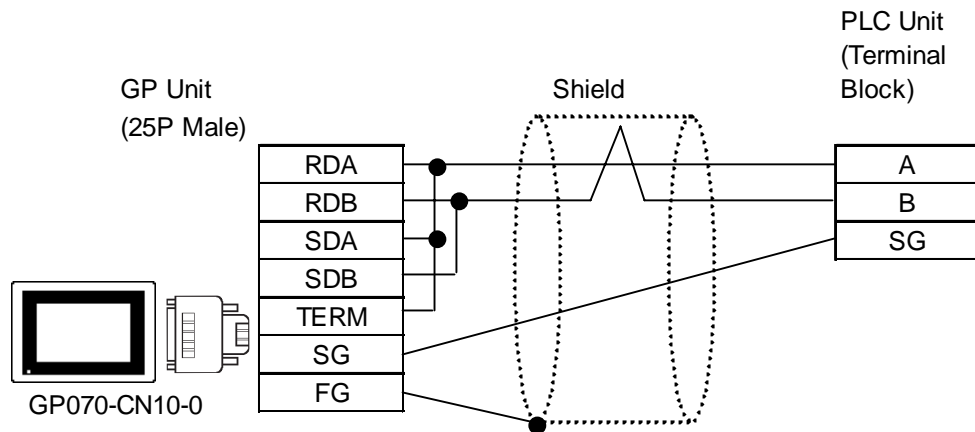 PLC Unit
(Terminal
Block)
GP Unit
(25P Male)
Shield
RDA
RDB
SDA
SDB
TERM
SG
FG
A
B
SG
GP070-CN10-0